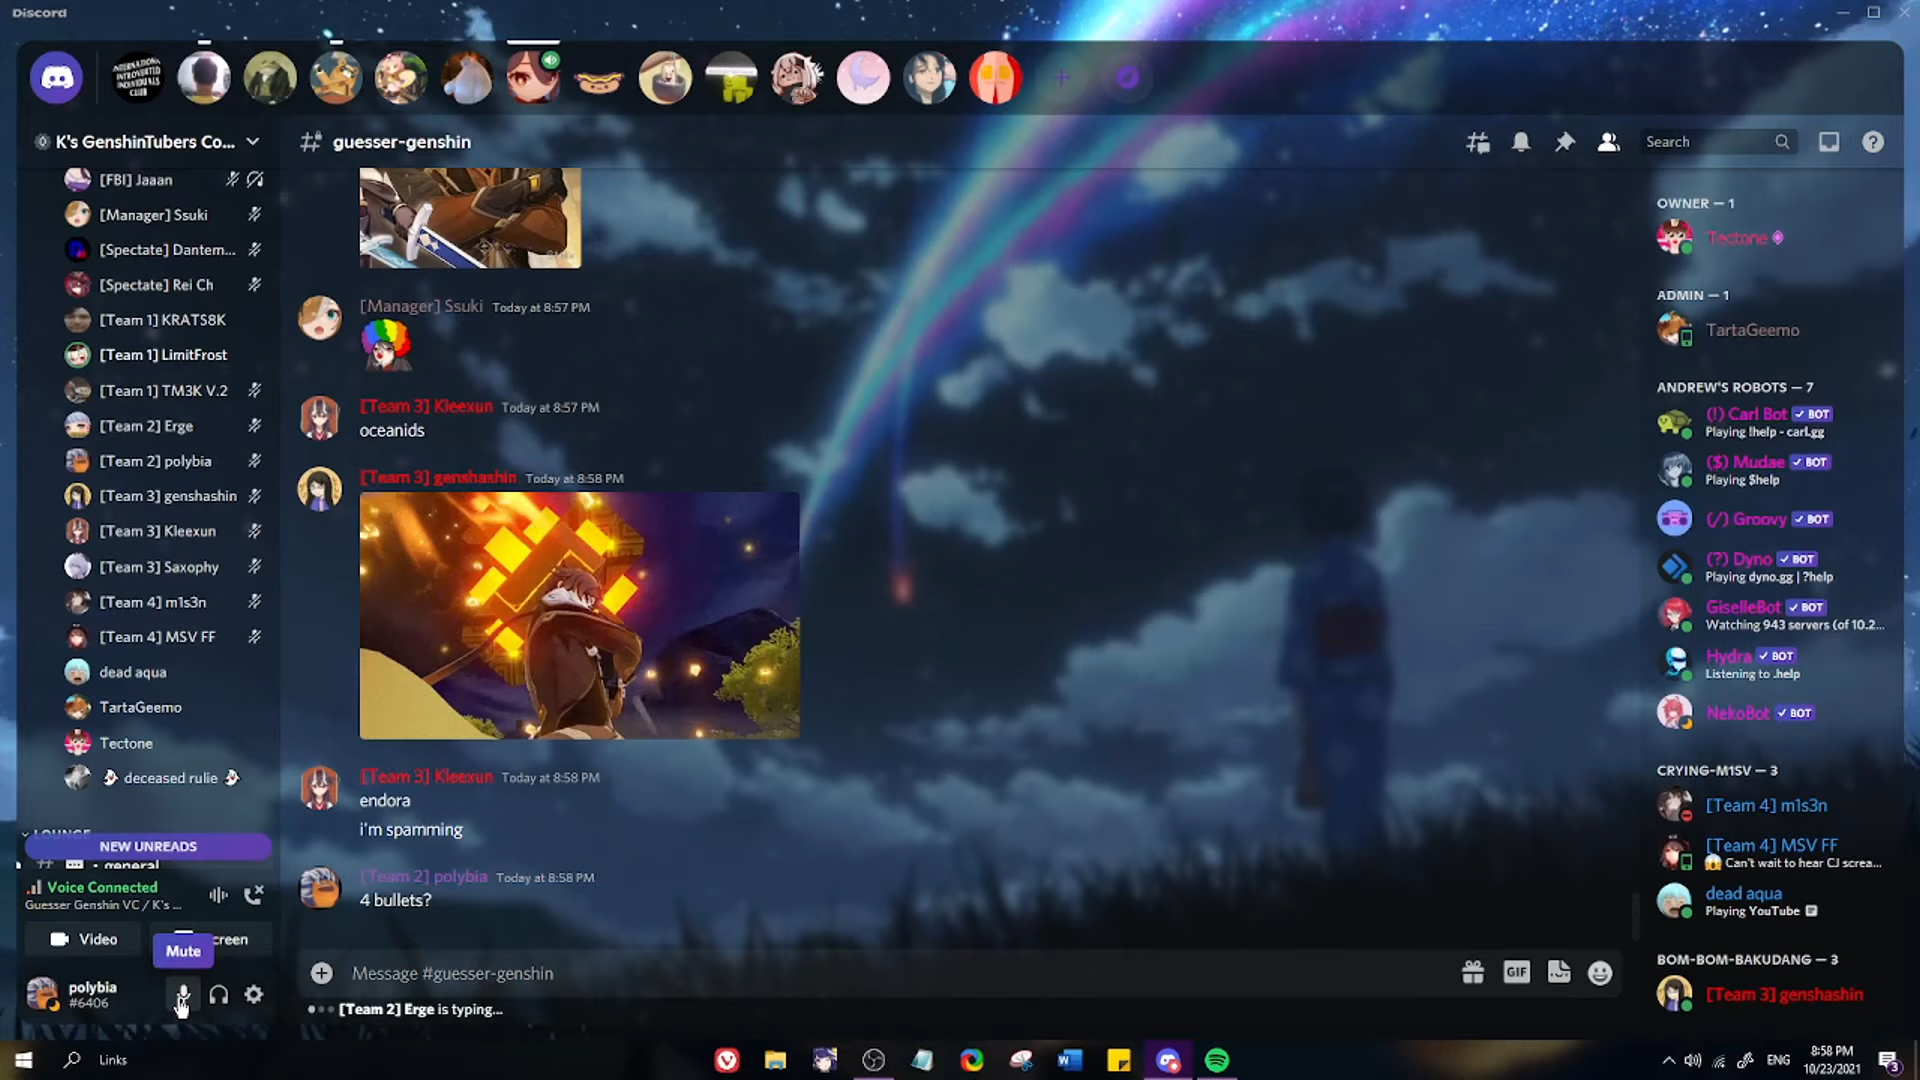 Discord
INTERNATIONAL
INTROVERTED
INDIVIDUALS
CLUB
K's GenshinTubers Co...
guesser-genshin
Search
[FBI] Jaaan
[Manager] Ssuki
[Spectate] Dantem...
[Spectate] Rei Ch
[Team 1] KRATS8K
[Team 1] LimitFrost
[Team 1] TM3K V.2
[Team 2] Erge
[Team 2] polybia
[Team 3] genshashin
[Team 3] Kleexun
[Team 3] Saxophy
[Team 4] m1s3n
[Team 4] MSV FF
dead aqua
TartaGeemo
Tectone
deceased rulie
LOUNGE
NEW UNREADS
general
Voice Connected
Guesser Genshin VC / K's ...
Video
creen
Mute
polybia
#6406
[Manager] Ssuki Today at 8:57 PM
[Team 3] Kleexun Today at 8:57 PM
oceanids
[Team 3] genshashin Today at 8:58 PM
[Team 3] Kleexun Today at 8:58 PM
endora
i'm spamming
[Team 2] polybia Today at 8:58 PM
4 bullets?
Message #guesser-genshin
GIF
[Team 2] Erge is typing...
OWNER — 1
Tectone
ADMIN — 1
TartaGeemo
ANDREW'S ROBOTS — 7
(!) Carl Bot BOT
Playing !help - carl.gg
($) Mudae BOT
Playing $help
(/) Groovy BOT
(?) Dyno BOT
Playing dyno.gg | ?help
GiselleBot BOT
Watching 943 servers (of 10.2...
Hydra BOT
Listening to .help
NekoBot BOT
CRYING-M1SV — 3
[Team 4] m1s3n
[Team 4] MSV FF
Can't wait to hear CJ screa...
dead aqua
Playing YouTube
BOM-BOM-BAKUDANG — 3
[Team 3] genshashin
Links
ENG
8:58 PM
10/23/2021
3